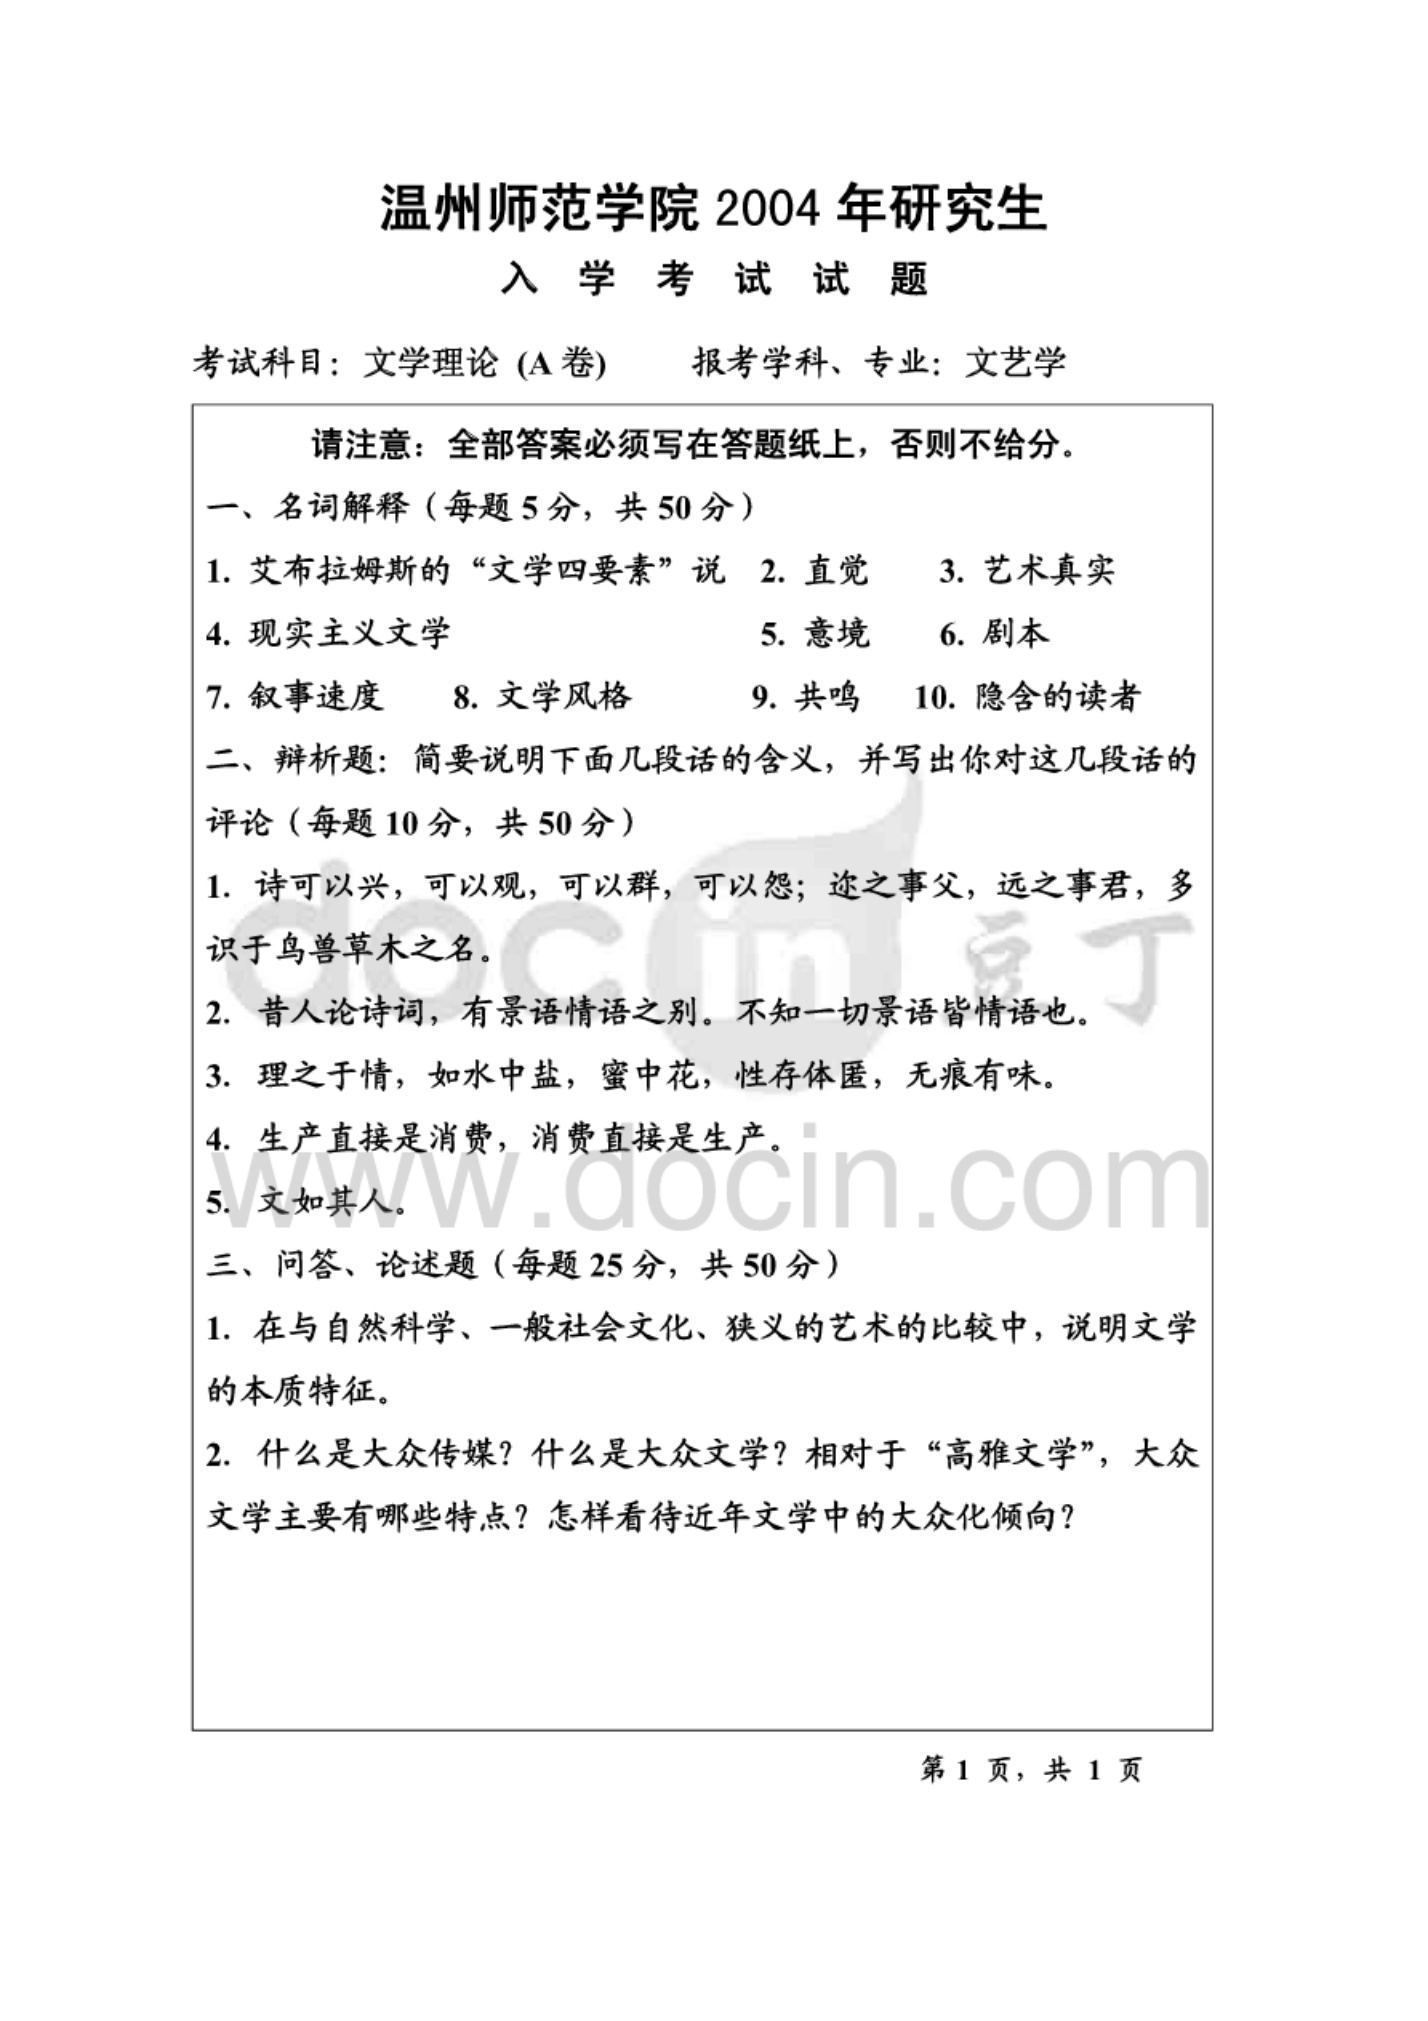 温州师范学院 2004 年研究生
入 学 考 试 试 题
考试科目：文学理论 (A 卷) 报考学科、专业：文艺学
请注意：全部答案必须写在答题纸上，否则不给分。
一、名词解释（每题 5 分，共 50 分）
1. 艾布拉姆斯的“文学四要素”说 2. 直觉 3. 艺术真实
4. 现实主义文学 5. 意境 6. 剧本
7. 叙事速度 8. 文学风格 9. 共鸣 10. 隐含的读者
二、辩析题：简要说明下面几段话的含义，并写出你对这几段话的
评论（每题 10 分，共 50 分）
1. 诗可以兴，可以观，可以群，可以怨；迩之事父，远之事君，多
识于鸟兽草木之名。
2. 昔人论诗词，有景语情语之别。不知一切景语皆情语也。
3. 理之于情，如水中盐，蜜中花，性存体匿，无痕有味。
4. 生产直接是消费，消费直接是生产。
5. 文如其人。
三、问答、论述题（每题 25 分，共 50 分）
1. 在与自然科学、一般社会文化、狭义的艺术的比较中，说明文学
的本质特征。
2. 什么是大众传媒？什么是大众文学？相对于“高雅文学”，大众
文学主要有哪些特点？怎样看待近年文学中的大众化倾向？
第 1 页，共 1 页
docin 豆丁
www.docin.com